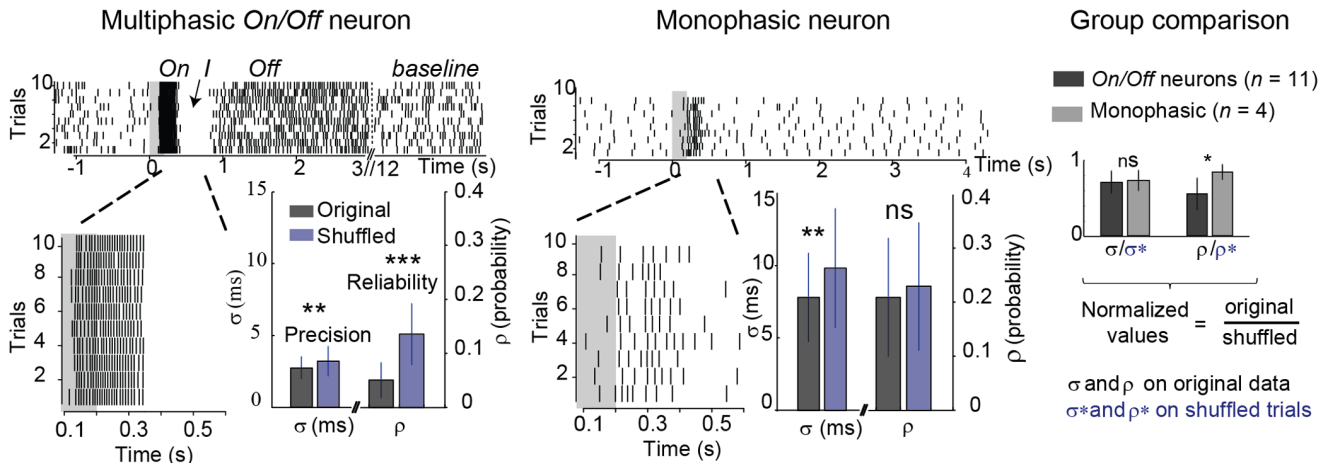 Multiphasic On/Off neuron
On I Off baseline
10
2
Trials
-1 0 1 2 3//12 Time (s)
15
10
5
0
σ (ms)
0.4
0.3
0.2
0.1
0
ρ (probability)
Original
Shuffled
***
Reliability
**
Precision
σ (ms) ρ
10
8
6
4
2
Trials
0.1 0.3 0.5
Time (s)
Monophasic neuron
10
2
Trials
-1 0 1 2 3 4 Time (s)
10
8
6
4
2
Trials
0.1 0.3 0.5
Time (s)
15
10
5
0
σ (ms)
** ns
0.4
0.3
0.2
0.1
0
ρ (probability)
σ (ms) ρ
Group comparison
On/Off neurons (n = 11)
Monophasic (n = 4)
1
0
ns *
σ/σ* ρ/ρ*
Normalized values = original / shuffled
σ and ρ on original data
σ* and ρ* on shuffled trials